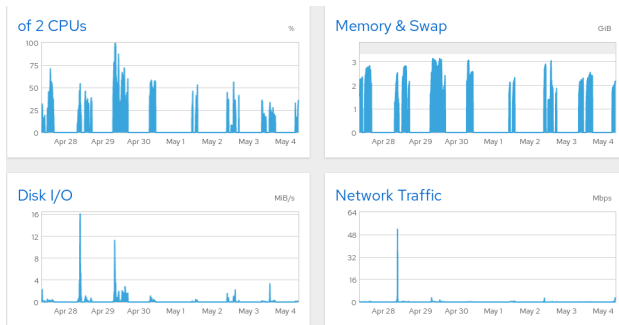 of 2 CPUs %
100
75
50
25
0
Apr 28 Apr 29 Apr 30 May 1 May 2 May 3 May 4
Memory & Swap GiB
3
2
1
0
Apr 28 Apr 29 Apr 30 May 1 May 2 May 3 May 4
Disk I/O MiB/s
16
12
8
4
0
Apr 28 Apr 29 Apr 30 May 1 May 2 May 3 May 4
Network Traffic Mbps
64
48
32
16
0
Apr 28 Apr 29 Apr 30 May 1 May 2 May 3 May 4